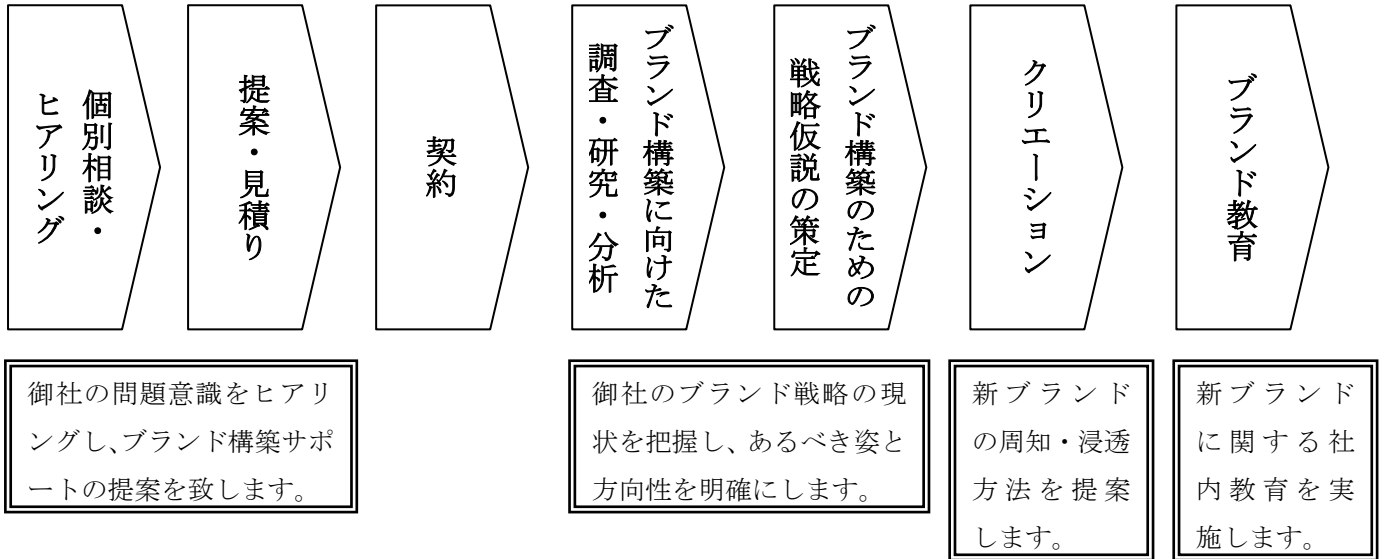 個別相談・
ヒアリング
提案・見積り
契約
ブランド構築に向けた
調査・研究・分析
ブランド構築のための
戦略仮説の策定
クリエーション
ブランド教育
御社の問題意識をヒアリ
ングし、ブランド構築サポ
ートの提案を致します。
御社のブランド戦略の現
状を把握し、あるべき姿と
方向性を明確にします。
新ブランド
の周知・浸透
方法を提案
します。
新ブランド
に関する社
内教育を実
施します。